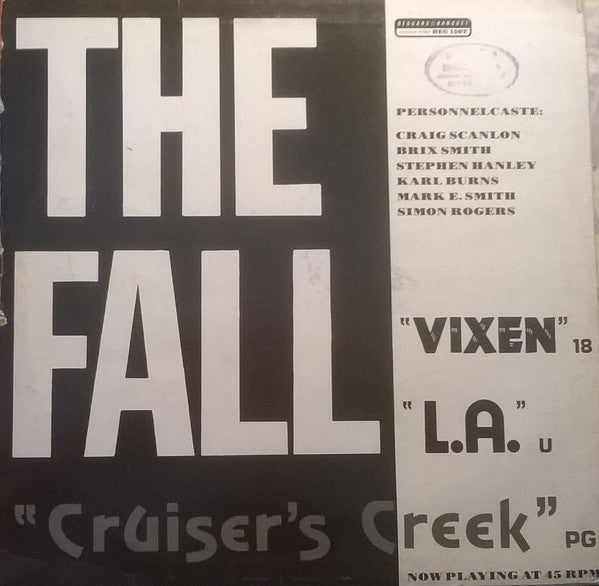 THE
FALL
BEGGARS BANQUET
BEG 150T
PERSONNELCASTE:
CRAIG SCANLON
BRIX SMITH
STEPHEN HANLEY
KARL BURNS
MARK E. SMITH
SIMON ROGERS
"VIXEN" 18
"L.A." U
"Cruiser's Creek" PG
NOW PLAYING AT 45 RPM